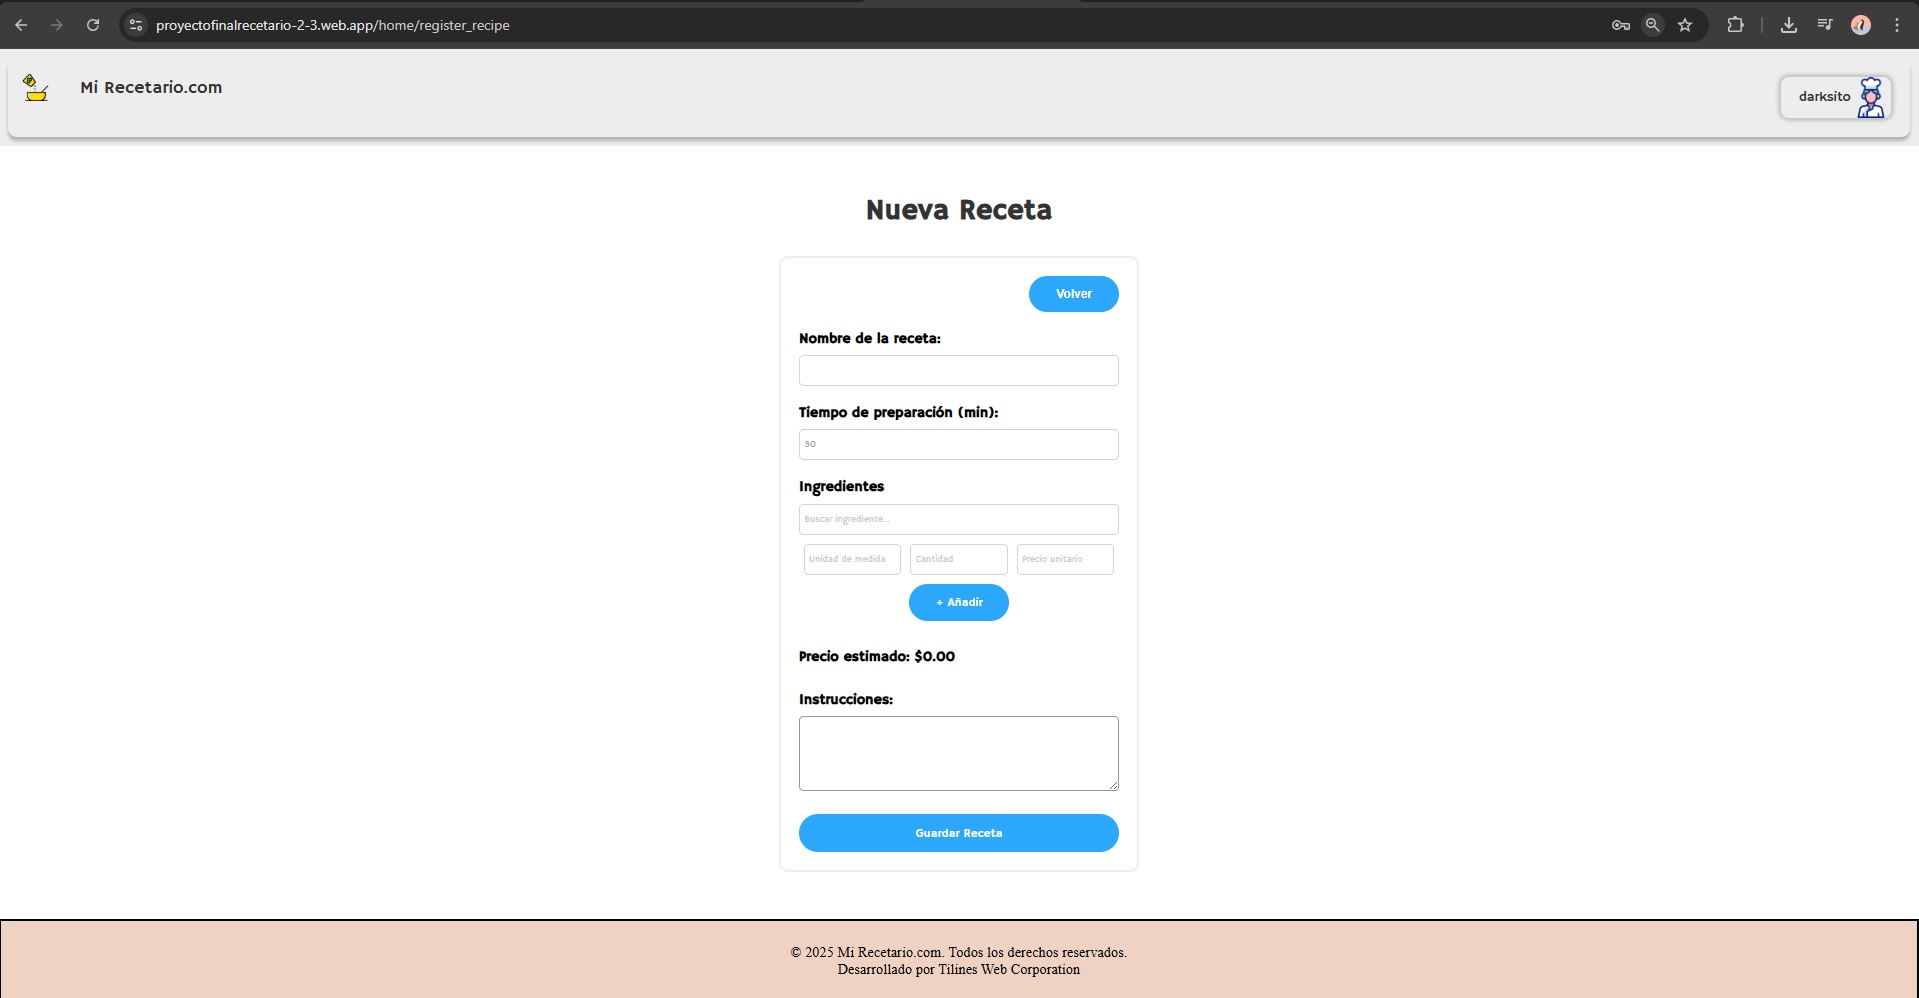 proyectofinalrecetario-2-3.web.app/home/register_recipe
Mi Recetario.com
darksito
Nueva Receta
Volver
Nombre de la receta:
Tiempo de preparación (min):
30
Ingredientes
Buscar ingrediente...
Unidad de medida Cantidad Precio unitario
+ Añadir
Precio estimado: $0.00
Instrucciones:
Guardar Receta
© 2025 Mi Recetario.com. Todos los derechos reservados.
Desarrollado por Tilines Web Corporation